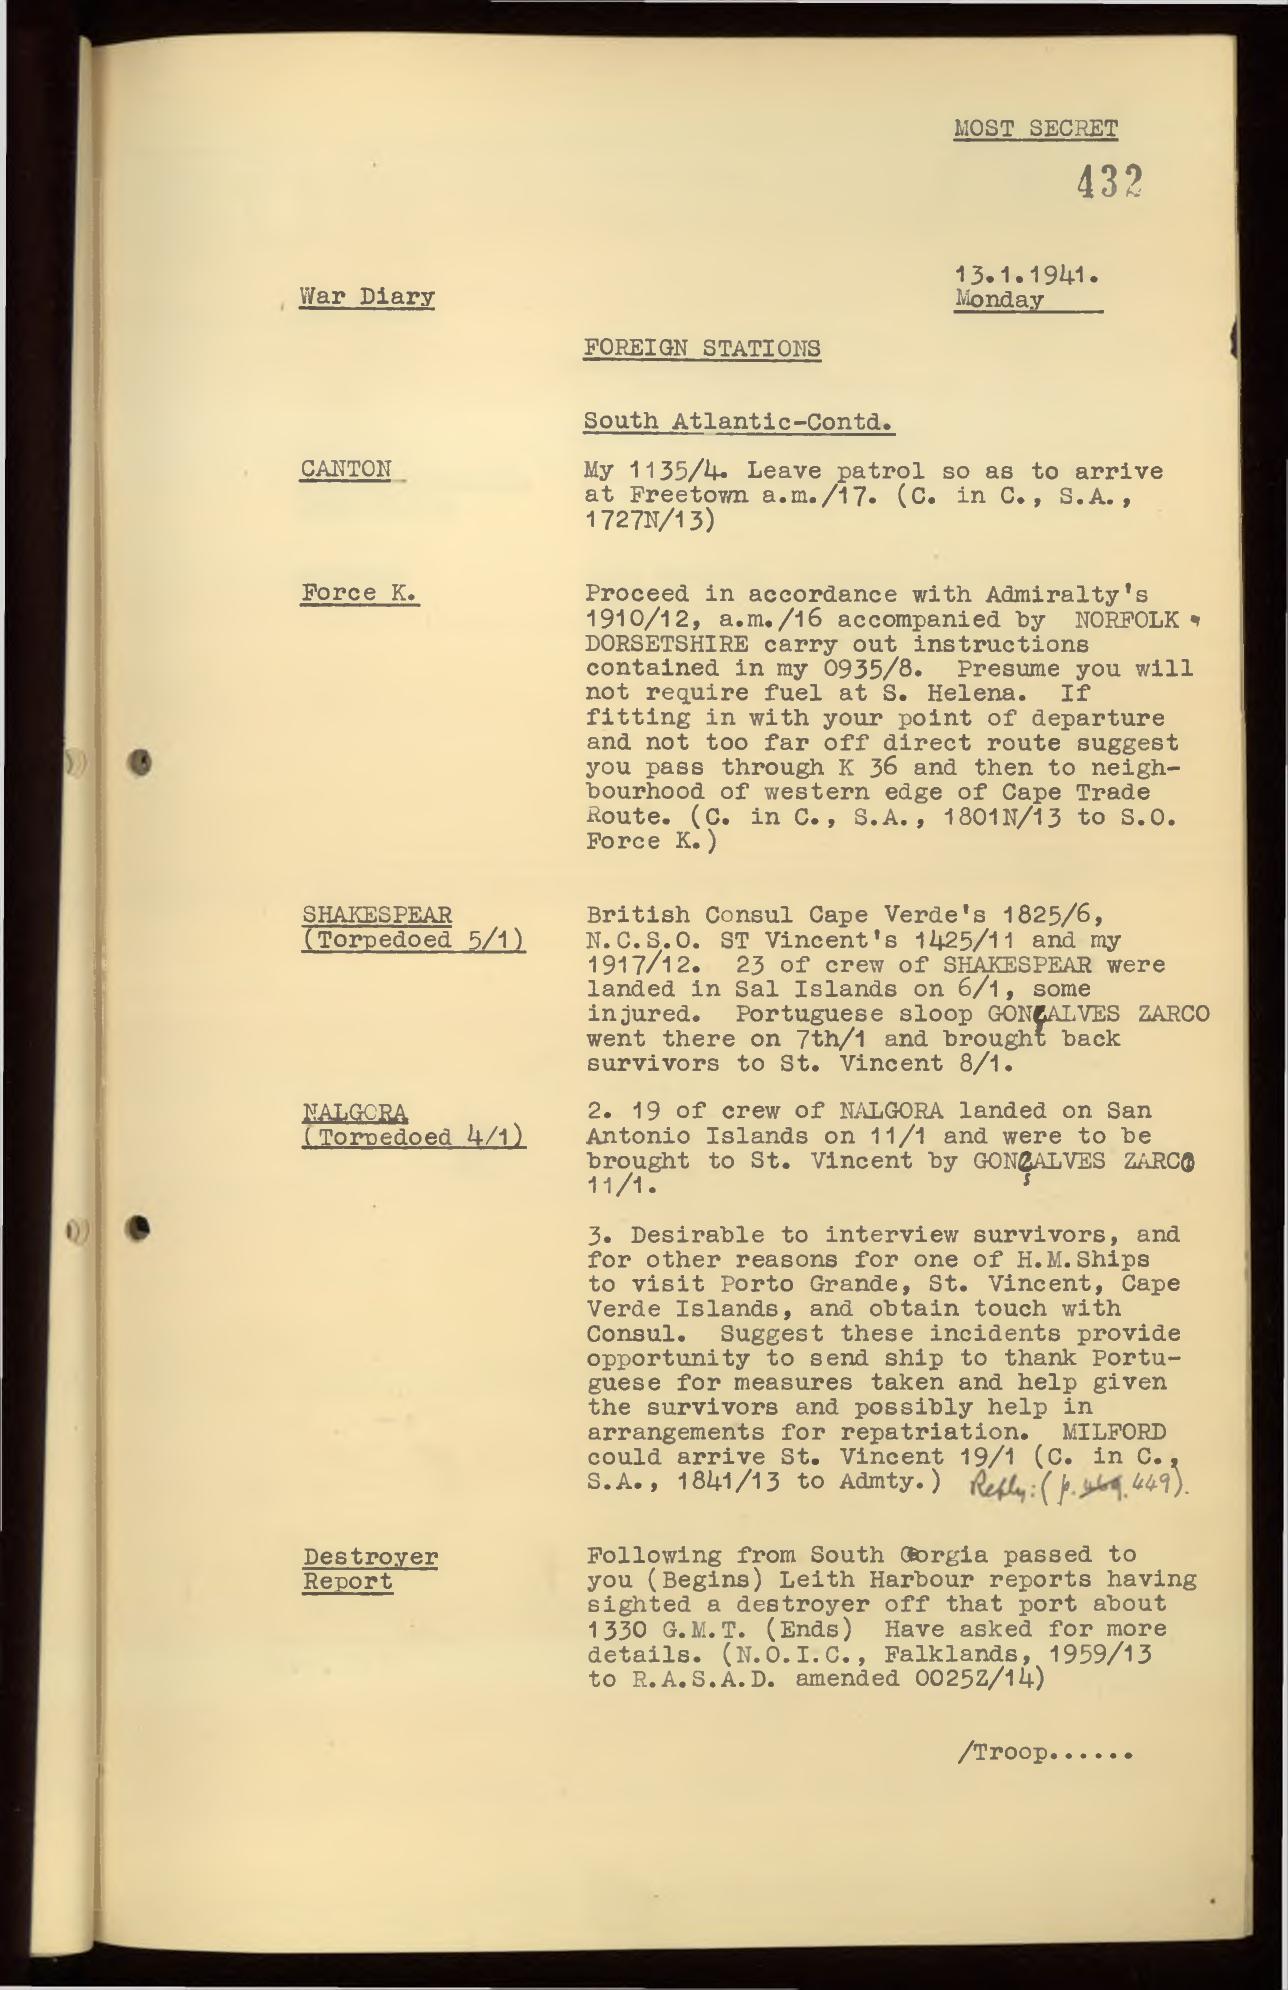 MOST SECRET
432
13.1.1941.
War Diary
Monday
FOREIGN STATIONS
South Atlantic-Contd.
CANTON
My 1135/4. Leave patrol so as to arrive
at Freetown a.m./17. (C. in C., S.A.,
1727N/13)
Force K.
Proceed in accordance with Admiralty's
1910/12, a.m./16 accompanied by NORFOLK.
DORSETSHIRE carry out instructions
contained in my 0935/8. Presume you will
not require fuel at S. Helena. If
fitting in with your point of departure
and not too far off direct route suggest
you pass through K 36 and then to neigh-
bourhood of western edge of Cape Trade
Route. (C. in C., S.A., 1801N/13 to S.O.
Force K.)
SHAKESPEAR
(Torpedoed 5/1)
British Consul Cape Verde's 1825/6,
N.C.S.O. ST Vincent's 1425/11 and my
1917/12. 23 of crew of SHAKESPEAR were
landed in Sal Islands on 6/1, some
injured. Portuguese sloop GONÇALVES ZARCO
went there on 7th/1 and brought back
survivors to St. Vincent 8/1.
NALGORA
(Torpedoed 4/1)
2. 19 of crew of NALGORA landed on San
Antonio Islands on 11/1 and were to be
brought to St. Vincent by GONÇALVES ZARCO
11/1.
3. Desirable to interview survivors, and
for other reasons for one of H.M.Ships
to visit Porto Grande, St. Vincent, Cape
Verde Islands, and obtain touch with
Consul. Suggest these incidents provide
opportunity to send ship to thank Portu-
guese for measures taken and help given
the survivors and possibly help in
arrangements for repatriation. MILFORD
could arrive St. Vincent 19/1 (C. in C.,
S.A., 1841/13 to Admty.) Reply: (p. 449).
Destroyer
Report
Following from South Gorgia passed to
you (Begins) Leith Harbour reports having
sighted a destroyer off that port about
1330 G.M.T. (Ends) Have asked for more
details. (N.O.I.C., Falklands, 1959/13
to R.A.S.A.D. amended 0025Z/14)
/Troop......